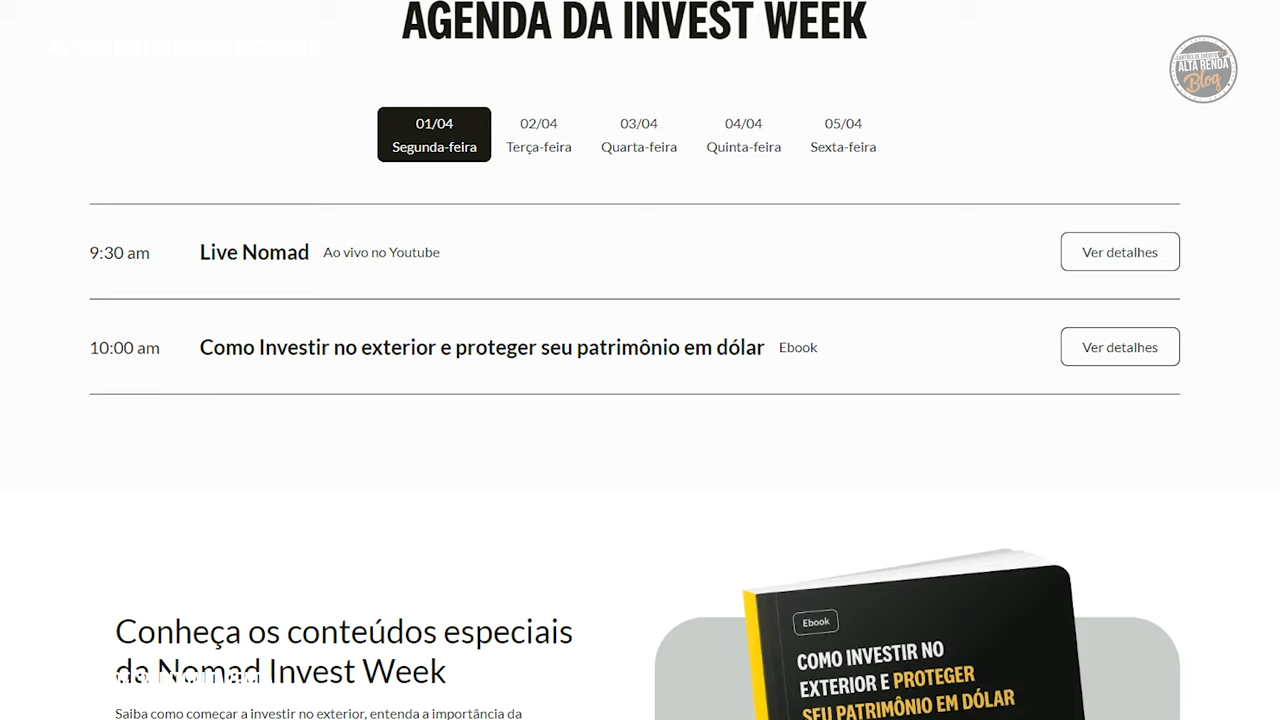 AGENDA DA INVEST WEEK
CARTÕES DE CRÉDITO
ALTA RENDA
Blog
01/04
Segunda-feira
02/04
Terça-feira
03/04
Quarta-feira
04/04
Quinta-feira
05/04
Sexta-feira
9:30 am
Live Nomad
Ao vivo no Youtube
Ver detalhes
10:00 am
Como Investir no exterior e proteger seu patrimônio em dólar
Ebook
Ver detalhes
Conheça os conteúdos especiais
da Nomad Invest Week
Saiba como começar a investir no exterior, entenda a importância da
Ebook
COMO INVESTIR NO
EXTERIOR E PROTEGER
SEU PATRIMÔNIO EM DÓLAR